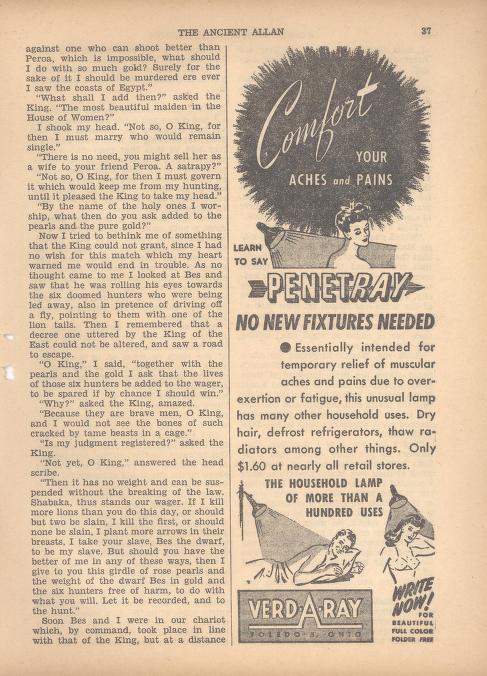 THE ANCIENT ALLAN
37
against one who can shoot better than
Peroa, which is impossible, what should
I do with so much gold? Surely for the
sake of it I should be murdered ere ever
I saw the coasts of Egypt."
"What shall I add then?" asked the
King. "The most beautiful maiden in the
House of Women?"
I shook my head. "Not so, O King, for
then I must marry who would remain
single."
"There is no need, you might sell her as
a wife to your friend Peroa. A satrapy?"
"Not so, O King, for then I must govern
it which would keep me from my hunting,
until it pleased the King to take my head."
"By the name of the holy ones I wor-
ship, what then do you ask added to the
pearls and the pure gold?"
Now I tried to bethink me of something
that the King could not grant, since I had
no wish for this match which my heart
warned me would end in trouble. As no
thought came to me I looked at Bes and
saw that he was rolling his eyes towards
the six doomed hunters who were being
led away, also in pretence of driving off
a fly, pointing to them with one of the
lion tails. Then I remembered that a
decree once uttered by the King of the
East could not be altered, and saw a road
to escape.
"O King," I said, "together with the
pearls and the gold I ask that the lives
of those six hunters be added to the wager,
to be spared if by chance I should win."
"Why?" asked the King, amazed.
"Because they are brave men, O King,
and I would not see the bones of such
cracked by tame beasts in a cage."
"Is my judgment registered?" asked the
King.
"Not yet, O King," answered the head
scribe.
"Then it has no weight and can be sus-
pended without the breaking of the law.
Shabaka, thus stands our wager. If I kill
more lions than you do this day, or should
but two be slain, I kill the first, or should
none be slain, I plant more arrows in their
breasts, I take your slave, Bes the dwarf,
to be my slave. But should you have the
better of me in any of these ways, then I
give to you this girdle of rose pearls and
the weight of the dwarf Bes in gold and
the six hunters free of harm, to do with
what you will. Let it be recorded, and to
the hunt."
Soon Bes and I were in our chariot
which, by command, took place in line
with that of the King, but at a distance
Comfort
YOUR
ACHES and PAINS
LEARN
TO SAY
PENETRAY
NO NEW FIXTURES NEEDED
● Essentially intended for
temporary relief of muscular
aches and pains due to over-
exertion or fatigue, this unusual lamp
has many other household uses. Dry
hair, defrost refrigerators, thaw ra-
diators among other things. Only
$1.60 at nearly all retail stores.
THE HOUSEHOLD LAMP
OF MORE THAN A
HUNDRED USES
VERD-A-RAY
TOLEDO 5, OHIO
WRITE
NOW!
FOR
BEAUTIFUL
FULL COLOR
FOLDER FREE